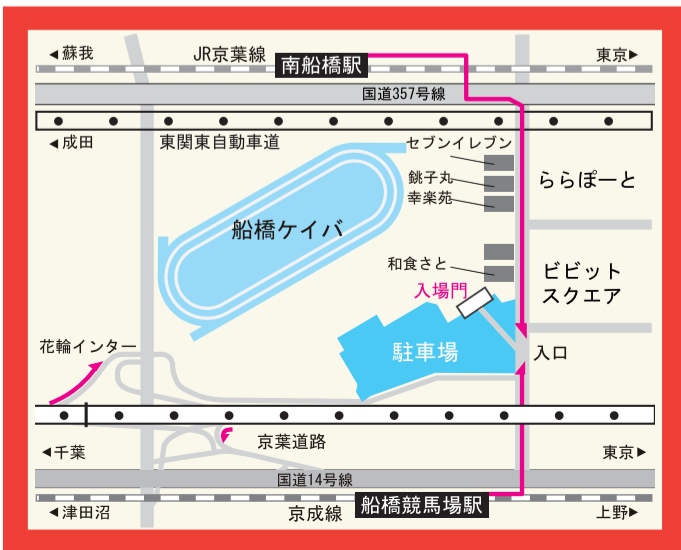 ◀蘇我
JR京葉線
南船橋駅
東京▶
国道357号線
◀成田
東関東自動車道
セブンイレブン
銚子丸
幸楽苑
ららぽーと
船橋ケイバ
和食さと
入場門
ビビット
スクエア
花輪インター
駐車場
入口
◀千葉
京葉道路
東京▶
国道14号線
◀津田沼
京成線
船橋競馬場駅
上野▶